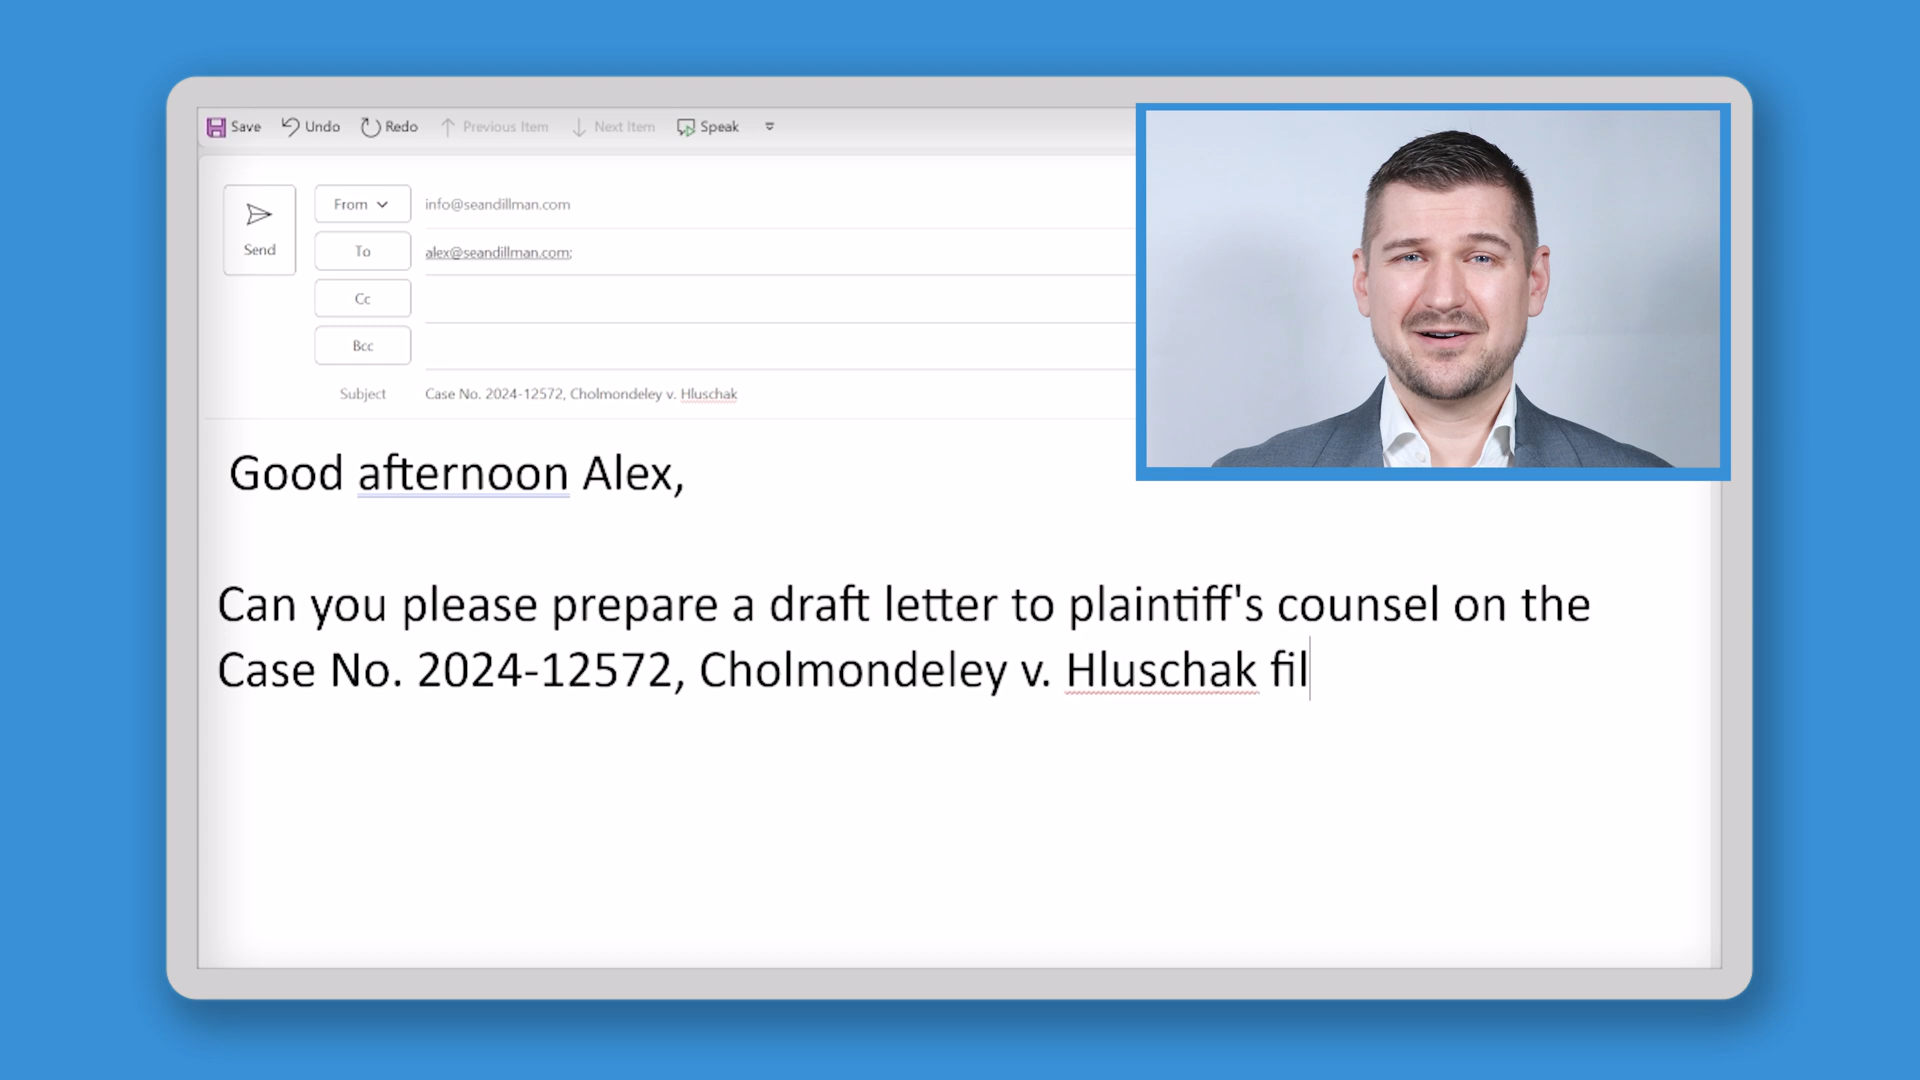 Save Undo Redo Previous Item Next Item Speak
Send
From info@seandillman.com
To alex@seandillman.com;
Cc
Bcc
Subject Case No. 2024-12572, Cholmondeley v. Hluschak
Good afternoon Alex,
Can you please prepare a draft letter to plaintiff's counsel on the
Case No. 2024-12572, Cholmondeley v. Hluschak fil